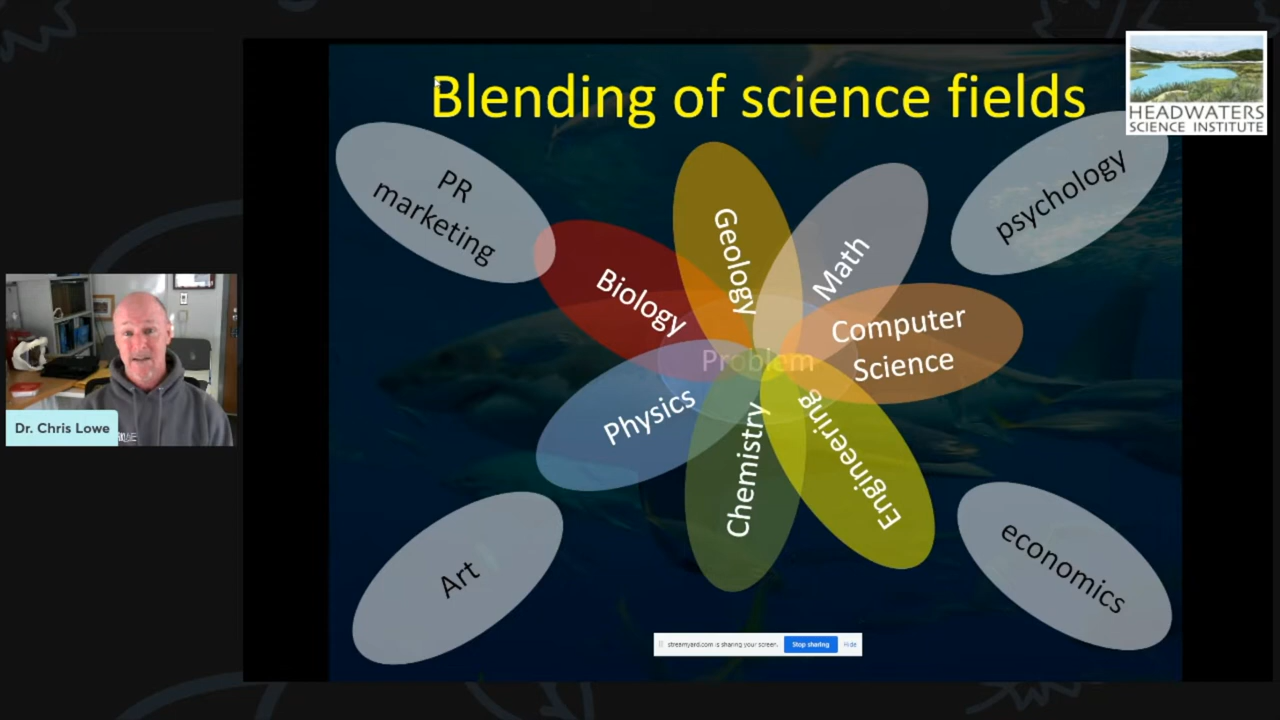 Blending of science fields
HEADWATERS
SCIENCE INSTITUTE
PR
marketing
psychology
Geology
Math
Biology
Computer
Science
Problem
Physics
Chemistry
Engineering
Art
economics
Dr. Chris Lowe
streamyard.com is sharing your screen.
Stop sharing
Hide